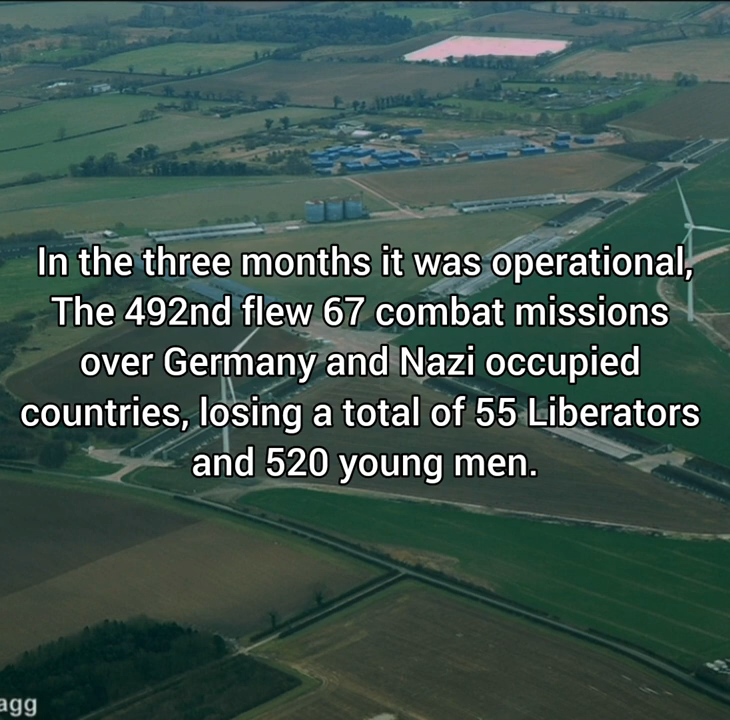 In the three months it was operational,
The 492nd flew 67 combat missions
over Germany and Nazi occupied
countries, losing a total of 55 Liberators
and 520 young men.
agg